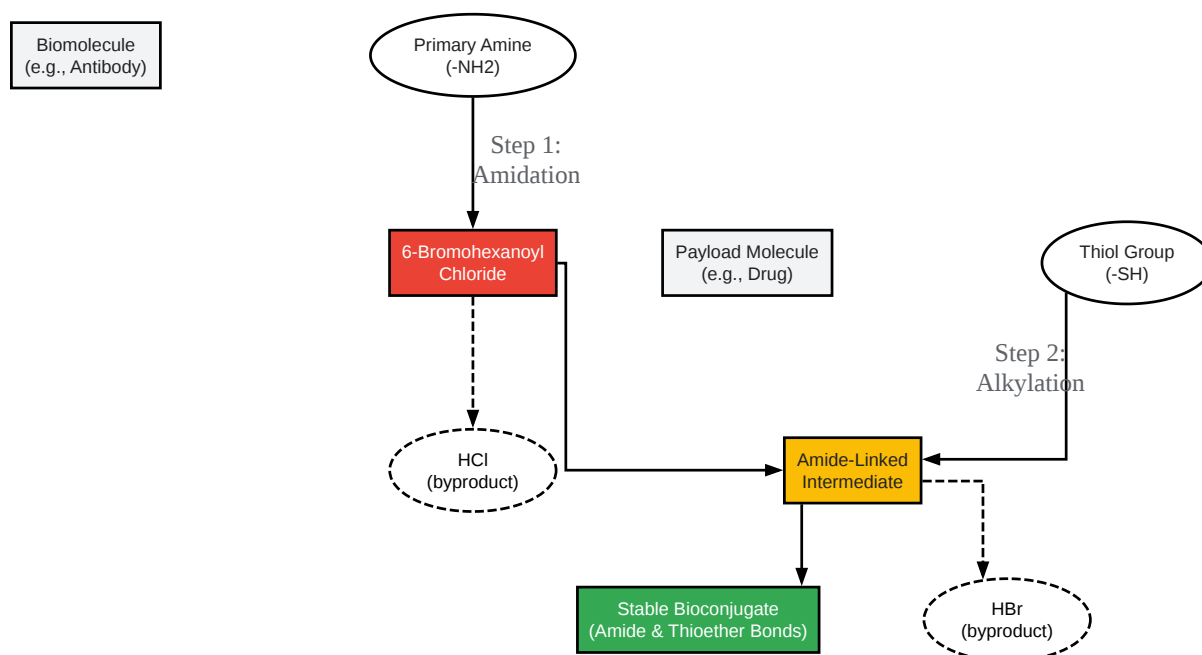 Biomolecule
(e.g., Antibody)
Primary Amine
(-NH2)
Step 1:
Amidation
6-Bromohexanoyl
Chloride
Payload Molecule
(e.g., Drug)
Thiol Group
(-SH)
Step 2:
Alkylation
HCl
(byproduct)
Amide-Linked
Intermediate
Stable Bioconjugate
(Amide & Thioether Bonds)
HBr
(byproduct)